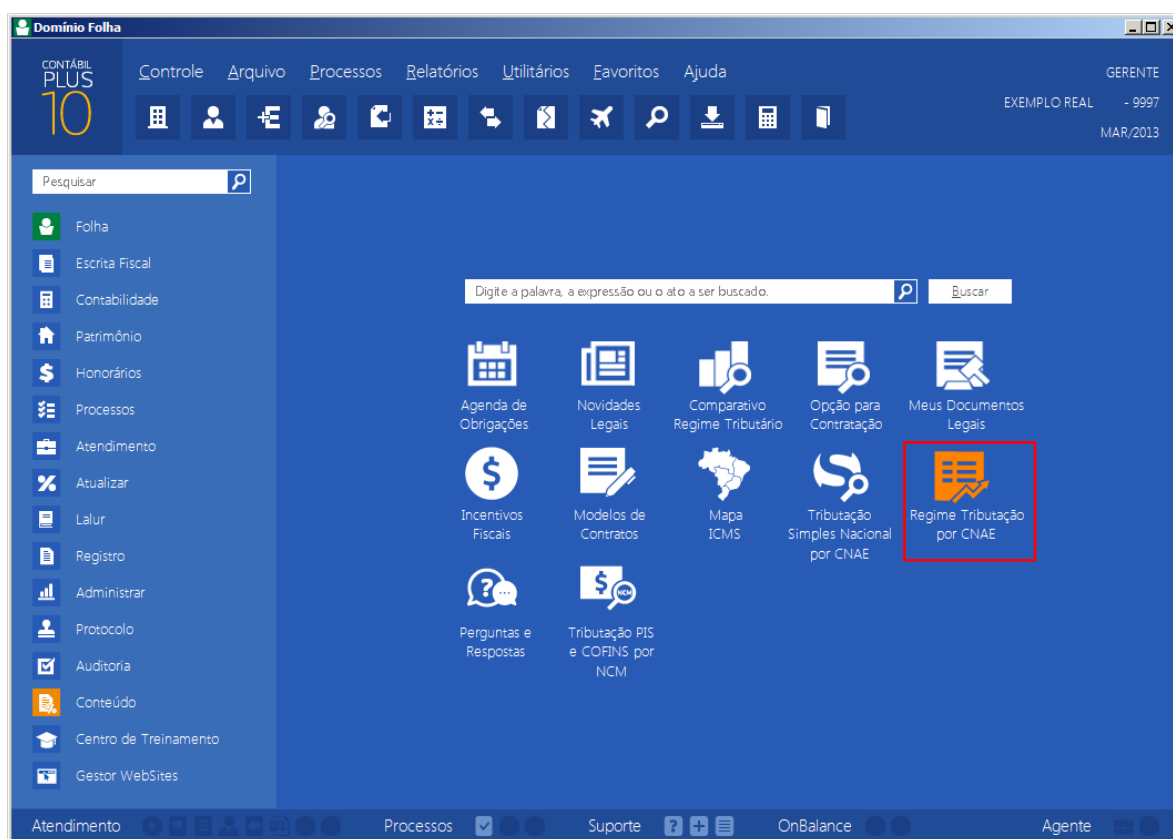 Domínio Folha
CONTÁBIL
PLUS
10
Controle Arquivo Processos Relatórios Utilitários Favoritos Ajuda
GERENTE
EXEMPLO REAL - 9997
MAR/2013
Pesquisar
Folha
Escrita Fiscal
Contabilidade
Patrimônio
Honorários
Processos
Atendimento
Atualizar
Lalur
Registro
Administrar
Protocolo
Auditoria
Conteúdo
Centro de Treinamento
Gestor WebSites
Digite a palavra, a expressão ou o ato a ser buscado.
Buscar
Agenda de
Obrigações
Novidades
Legais
Comparativo
Regime Tributário
Opção para
Contratação
Meus Documentos
Legais
Incentivos
Fiscais
Modelos de
Contratos
Mapa
ICMS
Tributação
Simples Nacional
por CNAE
Regime Tributação
por CNAE
Perguntas e
Respostas
NCM
Tributação PIS
e COFINS por
NCM
Atendimento Processos Suporte OnBalance Agente